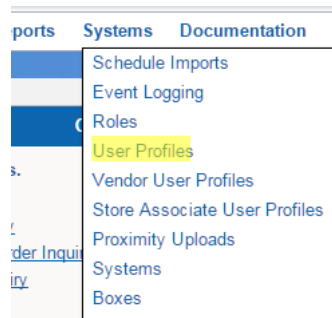 ports Systems Documentation
Schedule Imports
Event Logging
Roles
User Profiles
s.
Vendor User Profiles
Store Associate User Profiles
rder Inqui
Proximity Uploads
iry
Systems
Boxes